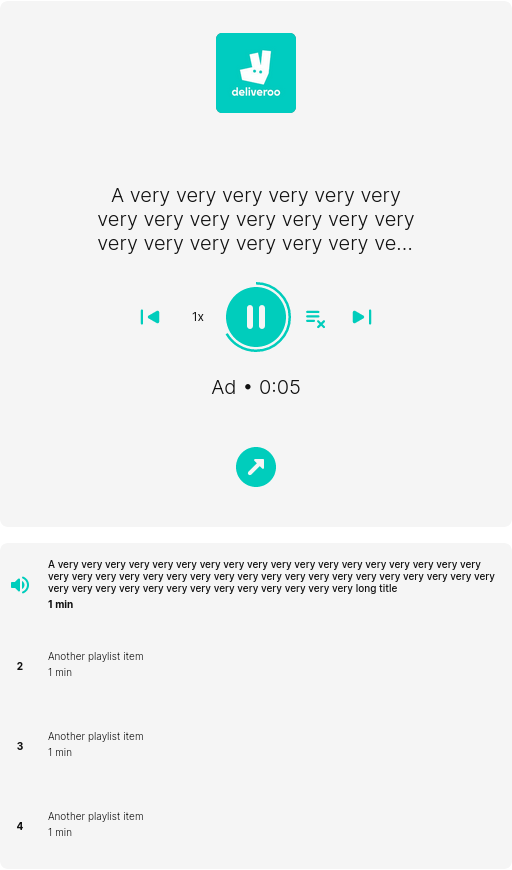 deliveroo
A very very very very very very
very very very very very very very
very very very very very very ve...
1x
Ad • 0:05
A very very very very very very very very very very very very very very very very very very
very very very very very very very very very very very very very very very very very very very
very very very very very very very very very very very very very long title
1 min
2
Another playlist item
1 min
3
Another playlist item
1 min
4
Another playlist item
1 min